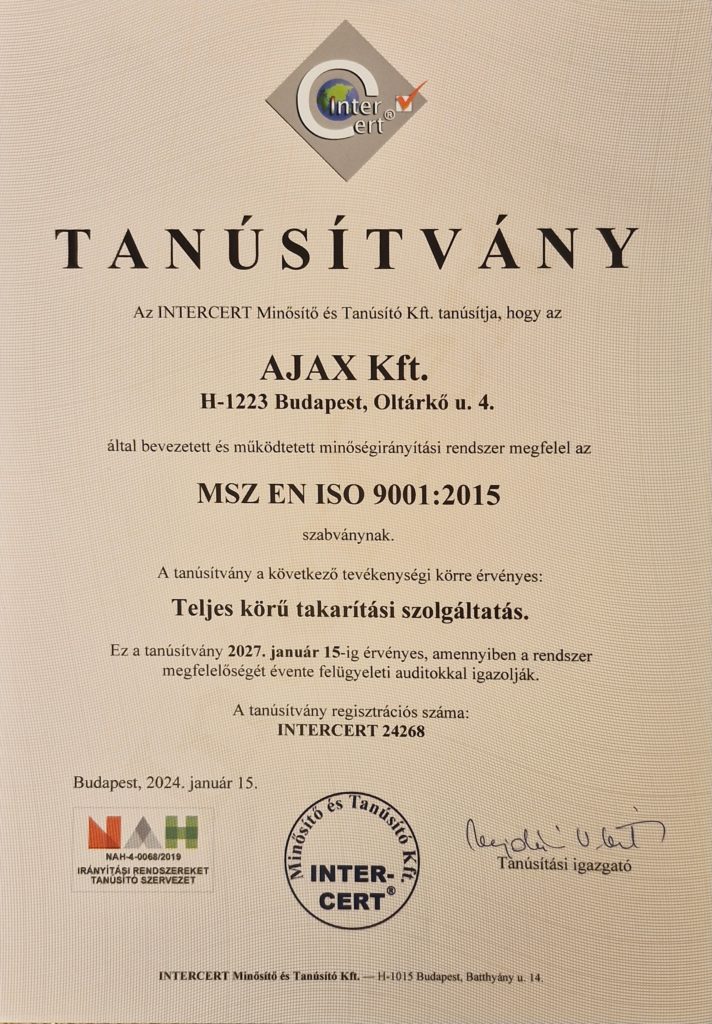 Inter
Cert®
TANÚSÍTVÁNY
Az INTERCERT Minősítő és Tanúsító Kft. tanúsítja, hogy az
AJAX Kft.
H-1223 Budapest, Oltárkő u. 4.
által bevezetett és működtetett minőségirányítási rendszer megfelel az
MSZ EN ISO 9001:2015
szabványnak.
A tanúsítvány a következő tevékenységi körre érvényes:
Teljes körű takarítási szolgáltatás.
Ez a tanúsítvány 2027. január 15-ig érvényes, amennyiben a rendszer
megfelelőségét évente felügyeleti auditokkal igazolják.
A tanúsítvány regisztrációs száma:
INTERCERT 24268
Budapest, 2024. január 15.
NAH
NAH-4-0068/2019
IRÁNYÍTÁSI RENDSZEREKET
TANÚSÍTÓ SZERVEZET
Minősítő és Tanúsító Kft.
INTER-
CERT®
Tanúsítási igazgató
INTERCERT Minősítő és Tanúsító Kft. — H-1015 Budapest, Batthyány u. 14.